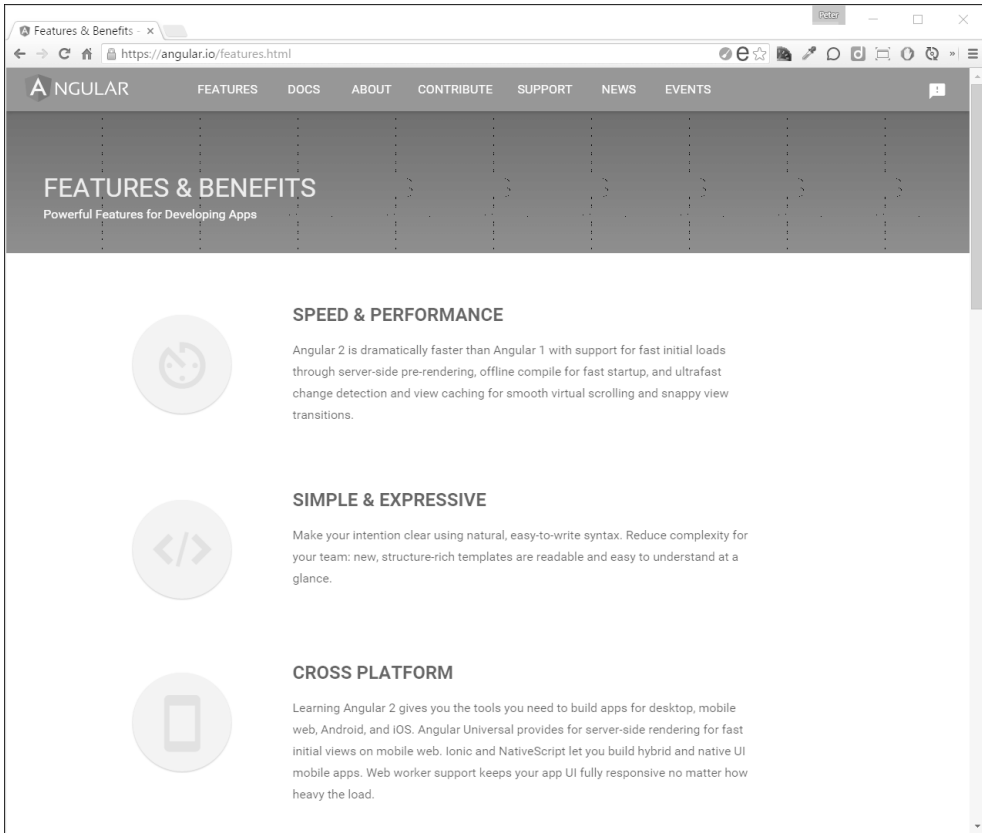 Peter
Features & Benefits -
https://angular.io/features.html
ANGULAR FEATURES DOCS ABOUT CONTRIBUTE SUPPORT NEWS EVENTS
FEATURES & BENEFITS
Powerful Features for Developing Apps
SPEED & PERFORMANCE
Angular 2 is dramatically faster than Angular 1 with support for fast initial loads
through server-side pre-rendering, offline compile for fast startup, and ultrafast
change detection and view caching for smooth virtual scrolling and snappy view
transitions.
SIMPLE & EXPRESSIVE
Make your intention clear using natural, easy-to-write syntax. Reduce complexity for
your team: new, structure-rich templates are readable and easy to understand at a
glance.
CROSS PLATFORM
Learning Angular 2 gives you the tools you need to build apps for desktop, mobile
web, Android, and iOS. Angular Universal provides for server-side rendering for fast
initial views on mobile web. Ionic and NativeScript let you build hybrid and native UI
mobile apps. Web worker support keeps your app UI fully responsive no matter how
heavy the load.